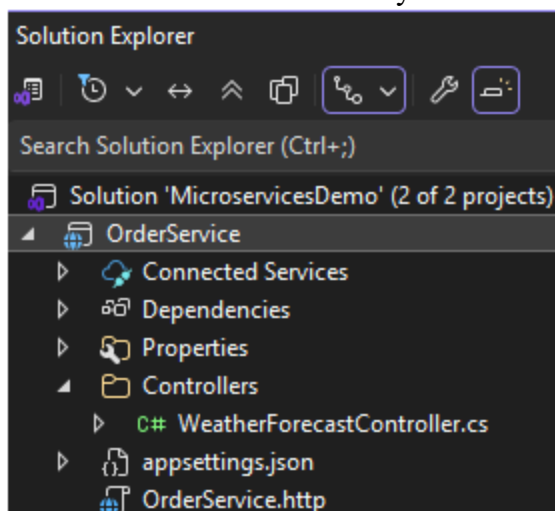 Solution Explorer
Search Solution Explorer (Ctrl+;)
Solution 'MicroservicesDemo' (2 of 2 projects)
OrderService
Connected Services
Dependencies
Properties
Controllers
C# WeatherForecastController.cs
appsettings.json
OrderService.http